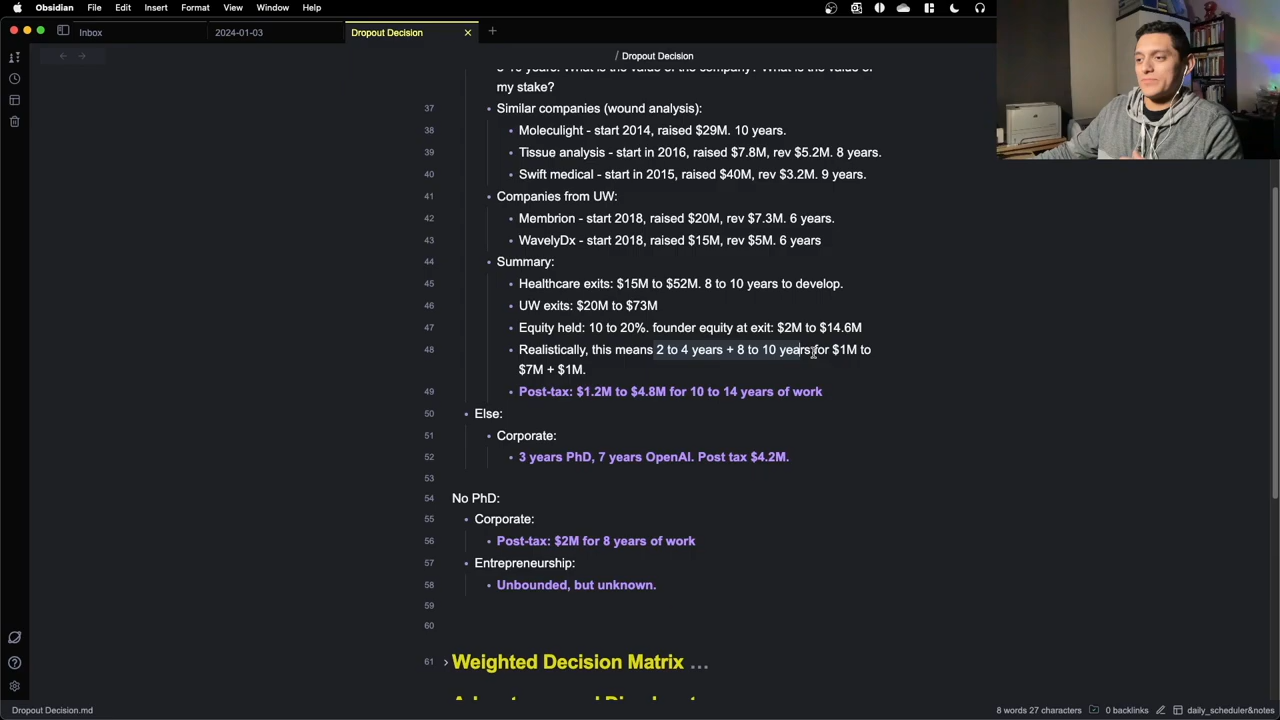 Obsidian File Edit Insert Format View Window Help
Inbox
2024-01-03
Dropout Decision
/ Dropout Decision
my stake?
37 Similar companies (wound analysis):
38 Moleculight - start 2014, raised $29M. 10 years.
39 Tissue analysis - start in 2016, raised $7.8M, rev $5.2M. 8 years.
40 Swift medical - start in 2015, raised $40M, rev $3.2M. 9 years.
41 Companies from UW:
42 Membrion - start 2018, raised $20M, rev $7.3M. 6 years.
43 WavelyDx - start 2018, raised $15M, rev $5M. 6 years
44 Summary:
45 Healthcare exits: $15M to $52M. 8 to 10 years to develop.
46 UW exits: $20M to $73M
47 Equity held: 10 to 20%. founder equity at exit: $2M to $14.6M
48 Realistically, this means 2 to 4 years + 8 to 10 years for $1M to
$7M + $1M.
49 Post-tax: $1.2M to $4.8M for 10 to 14 years of work
50 Else:
51 Corporate:
52 3 years PhD, 7 years OpenAI. Post tax $4.2M.
53
54 No PhD:
55 Corporate:
56 Post-tax: $2M for 8 years of work
57 Entrepreneurship:
58 Unbounded, but unknown.
59
60
61 Weighted Decision Matrix ...
Dropout Decision.md
8 words 27 characters
0 backlinks
daily_scheduler&notes